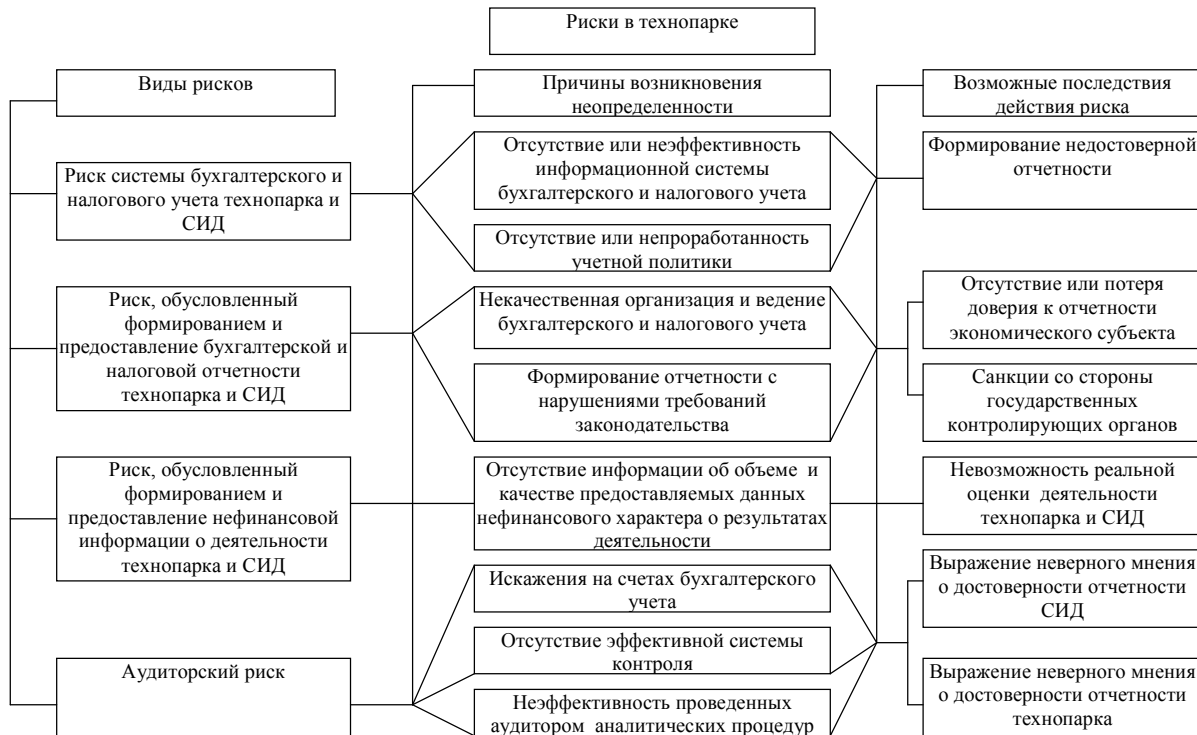 Риски в технопарке
Виды рисков
Причины возникновения
неопределенности
Возможные последствия
действия риска
Риск системы бухгалтерского и
налогового учета технопарка и
СИД
Отсутствие или неэффективность
информационной системы
бухгалтерского и налогового учета
Отсутствие или непроработанность
учетной политики
Формирование недостоверной
отчетности
Риск, обусловленный
формированием и
предоставление бухгалтерской и
налоговой отчетности
технопарка и СИД
Некачественная организация и ведение
бухгалтерского и налогового учета
Формирование отчетности с
нарушениями требований
законодательства
Отсутствие или потеря
доверия к отчетности
экономического субъекта
Санкции со стороны
государственных
контролирующих органов
Риск, обусловленный
формированием и
предоставление нефинансовой
информации о деятельности
технопарка и СИД
Отсутствие информации об объеме и
качестве предоставляемых данных
нефинансового характера о результатах
деятельности
Невозможность реальной
оценки деятельности
технопарка и СИД
Аудиторский риск
Искажения на счетах бухгалтерского
учета
Отсутствие эффективной системы
контроля
Неэффективность проведенных
аудитором аналитических процедур
Выражение неверного мнения
о достоверности отчетности
СИД
Выражение неверного мнения
о достоверности отчетности
технопарка